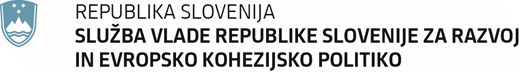 REPUBLIKA SLOVENIJA
SLUŽBA VLADE REPUBLIKE SLOVENIJE ZA RAZVOJ
IN EVROPSKO KOHEZIJSKO POLITIKO